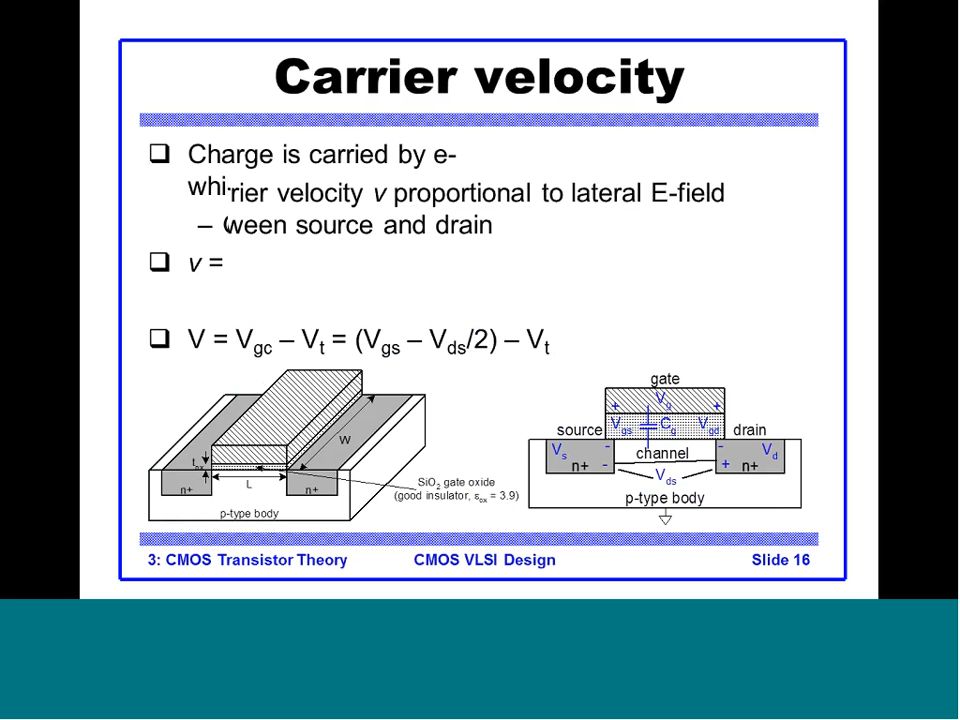 Carrier velocity
❑ Charge is carried by e-
whi
rier velocity v proportional to lateral E-field
– ween source and drain
❑ v =
❑ V = Vgc – Vt = (Vgs – Vds/2) – Vt
gate
Vg
+ +
source Vgs Cg Vgd drain
W
Vs - channel - Vd
n+ - + n+
Vds
tox
L
n+ n+
SiO2 gate oxide
(good insulator, εox = 3.9)
p-type body
p-type body
3: CMOS Transistor Theory CMOS VLSI Design Slide 16